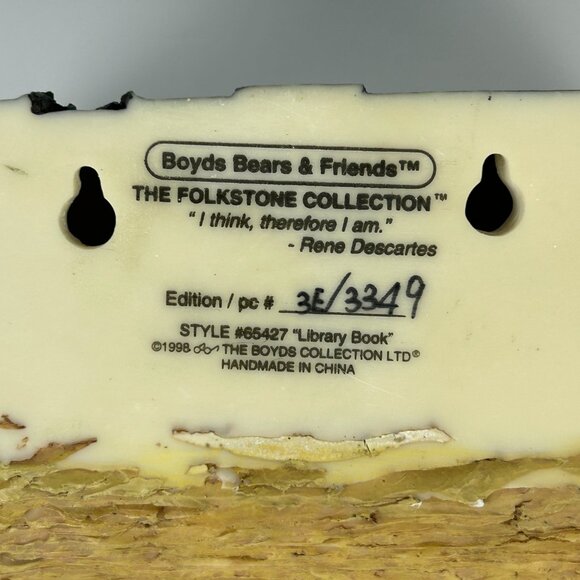 Boyds Bears & Friends™
THE FOLKSTONE COLLECTION™
"I think, therefore I am."
- Rene Descartes
Edition / pc # 3E/3349
STYLE #65427 "Library Book"
©1998 THE BOYDS COLLECTION LTD®
HANDMADE IN CHINA